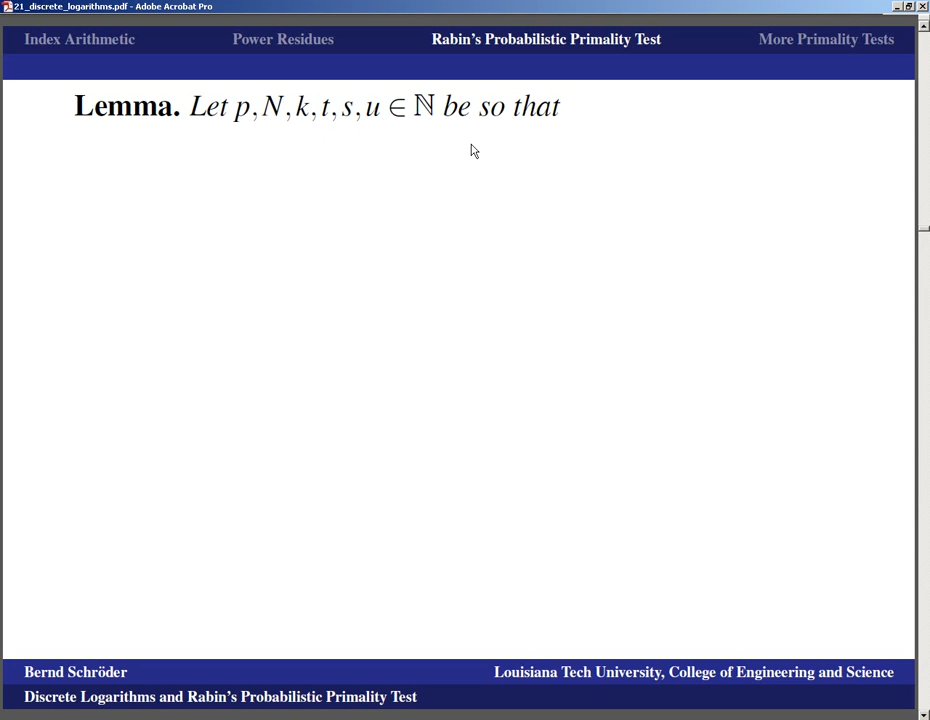 21_discrete_logarithms.pdf - Adobe Acrobat Pro
Index Arithmetic Power Residues Rabin's Probabilistic Primality Test More Primality Tests
Lemma. Let p, N, k, t, s, u ∈ ℕ be so that
Bernd Schröder Louisiana Tech University, College of Engineering and Science
Discrete Logarithms and Rabin's Probabilistic Primality Test